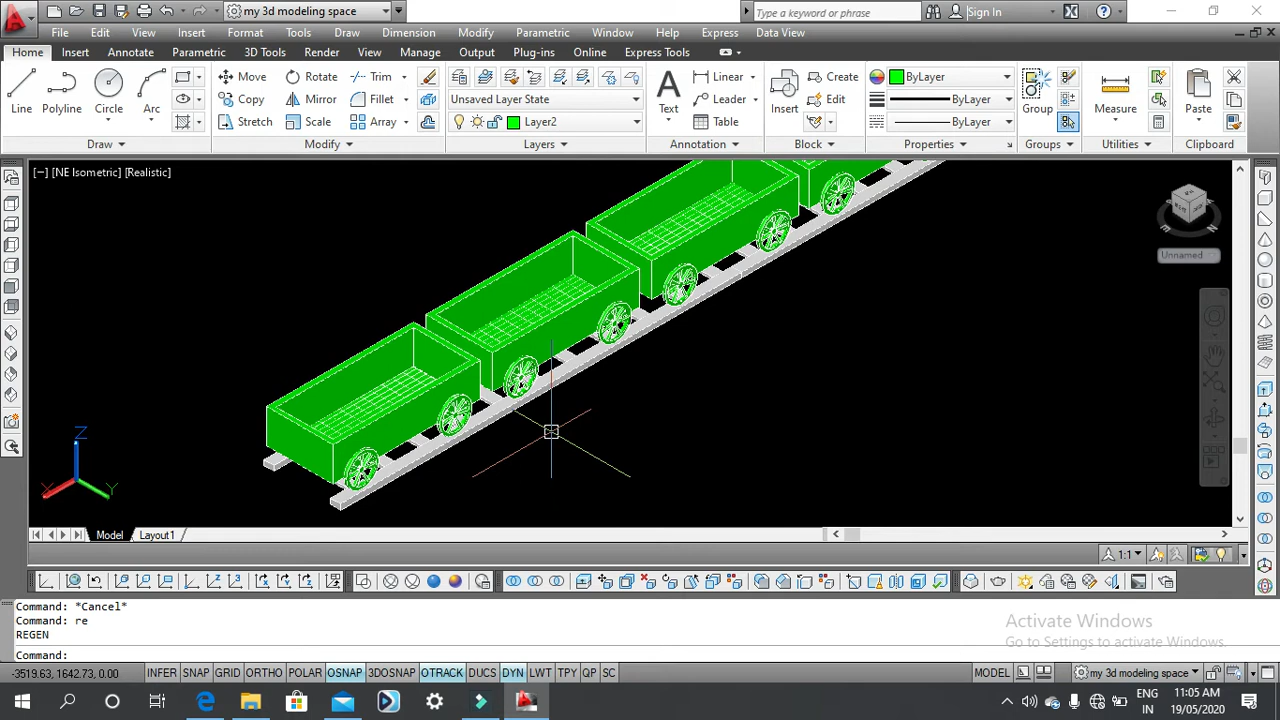 my 3d modeling space
Type a keyword or phrase
Sign In
File Edit View Insert Format Tools Draw Dimension Modify Parametric Window Help Express Data View
Home Insert Annotate Parametric 3D Tools Render View Manage Output Plug-ins Online Express Tools
Line
Polyline
Circle
Arc
Draw
Move
Rotate
Trim
Copy
Mirror
Fillet
Stretch
Scale
Array
Modify
Unsaved Layer State
Layer2
Layers
Text
Linear
Leader
Table
Annotation
Insert
Create
Edit
Block
ByLayer
ByLayer
ByLayer
Properties
Group
Groups
Measure
Utilities
Paste
Clipboard
[−] [NE Isometric] [Realistic]
Unnamed
Z
X
Y
Model
Layout1
1:1
Command: *Cancel*
Command: re
REGEN
Command:
Activate Windows
Go to Settings to activate Windows.
-3519.63, 1642.73, 0.00
INFER SNAP GRID ORTHO POLAR OSNAP 3DOSNAP OTRACK DUCS DYN LWT TPY QP SC
MODEL
my 3d modeling space
ENG
IN
11:05 AM
19/05/2020